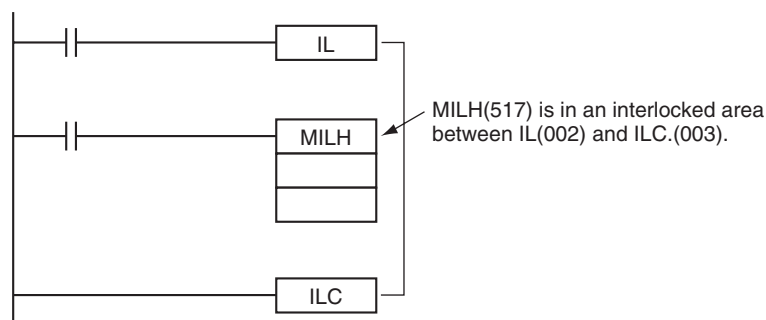 IL
MILH
MILH(517) is in an interlocked area
between IL(002) and ILC.(003).
ILC